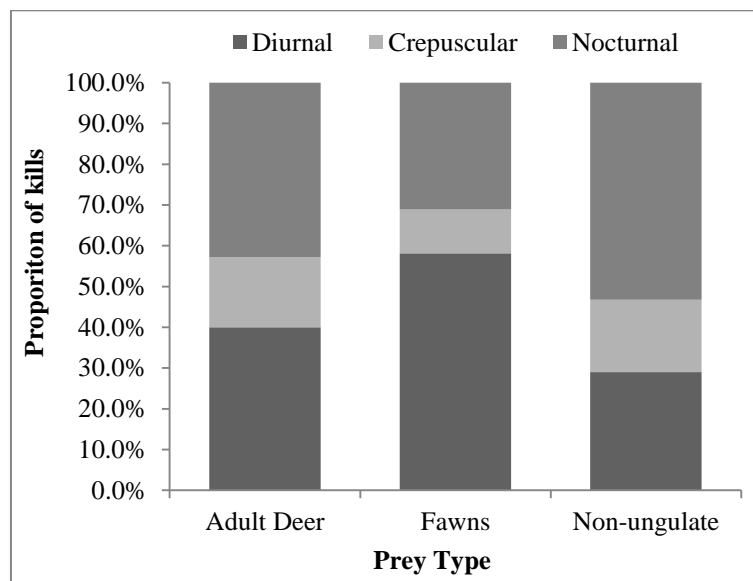 Diurnal Crepuscular Nocturnal
100.0%
90.0%
80.0%
70.0%
60.0%
50.0%
40.0%
30.0%
20.0%
10.0%
0.0%
Proporiton of kills
Adult Deer Fawns Non-ungulate
Prey Type